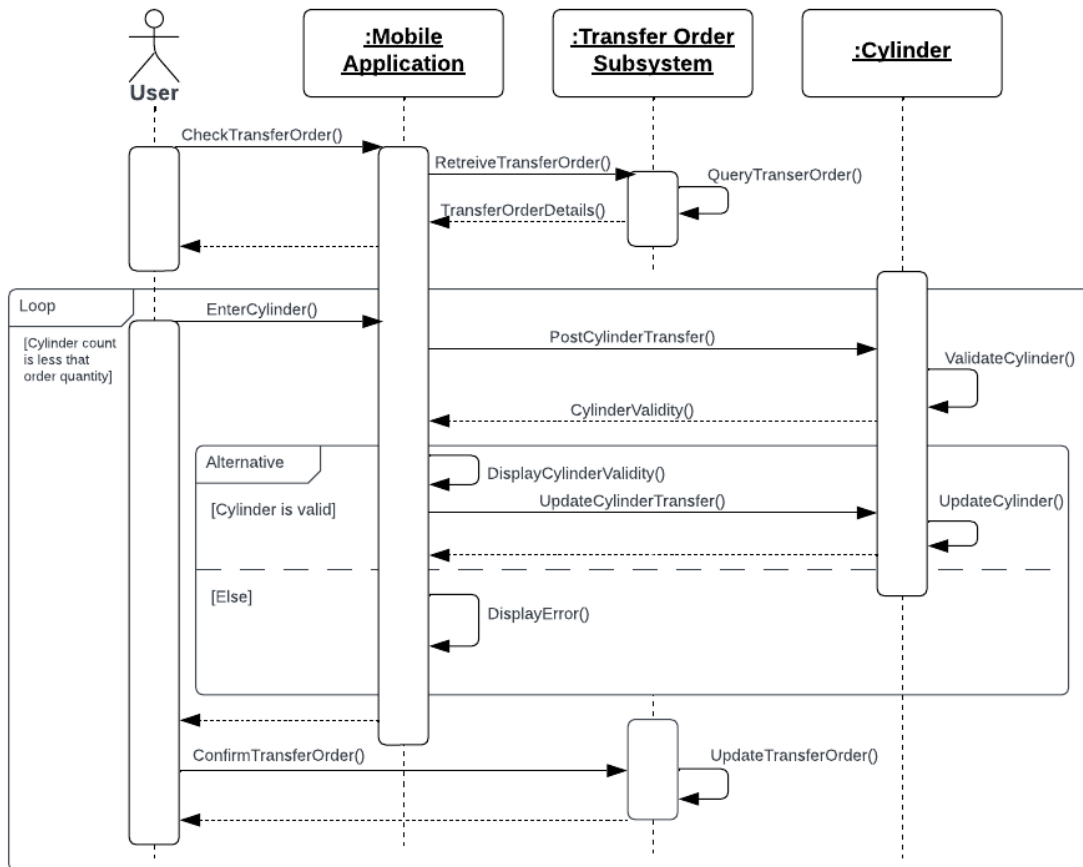 :Mobile
Application
:Transfer Order
Subsystem
:Cylinder
User
CheckTransferOrder()
RetreiveTransferOrder()
QueryTranserOrder()
TransferOrderDetails()
Loop
EnterCylinder()
[Cylinder count
is less that
order quantity]
PostCylinderTransfer()
ValidateCylinder()
CylinderValidity()
Alternative
DisplayCylinderValidity()
[Cylinder is valid]
UpdateCylinderTransfer()
UpdateCylinder()
[Else]
DisplayError()
ConfirmTransferOrder()
UpdateTransferOrder()